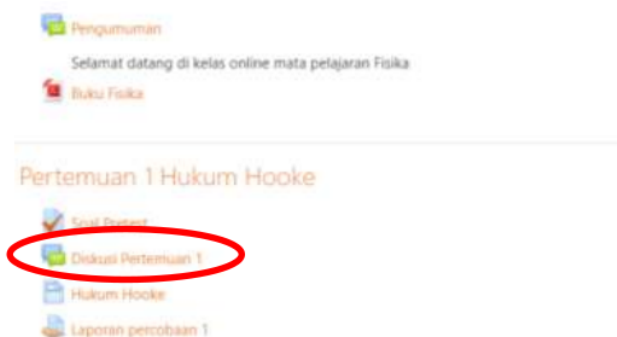 Pengumuman
Selamat datang di kelas online mata pelajaran Fisika
Buku Fisika
Pertemuan 1 Hukum Hooke
Soal Pretest
Diskusi Pertemuan 1
Hukum Hooke
Laporan percobaan 1